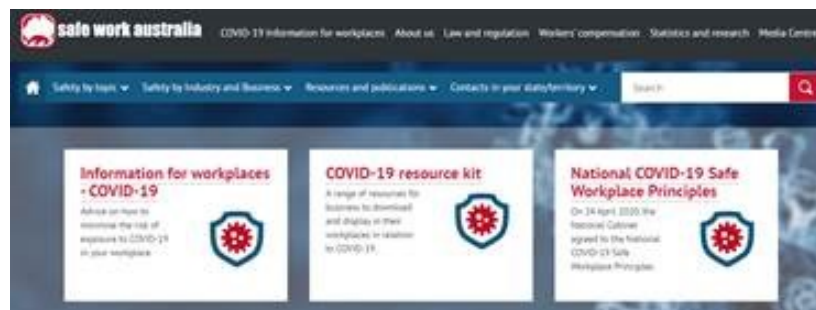 safe work australia
COVID-19 Information for workplaces About us Law and regulation Workers' compensation Statistics and research Media Centre
Safety by topic Safety by Industry and Business Resources and publications Contacts in your state/territory Search
Information for workplaces
- COVID-19
Advice on how to
minimise the risk of
exposure to COVID-19
in your workplace
COVID-19 resource kit
A range of resources for
business to download
and display in their
workplaces in relation
to COVID-19.
National COVID-19 Safe
Workplace Principles
On 24 April 2020, the
National Cabinet
agreed to the National
COVID-19 Safe
Workplace Principles